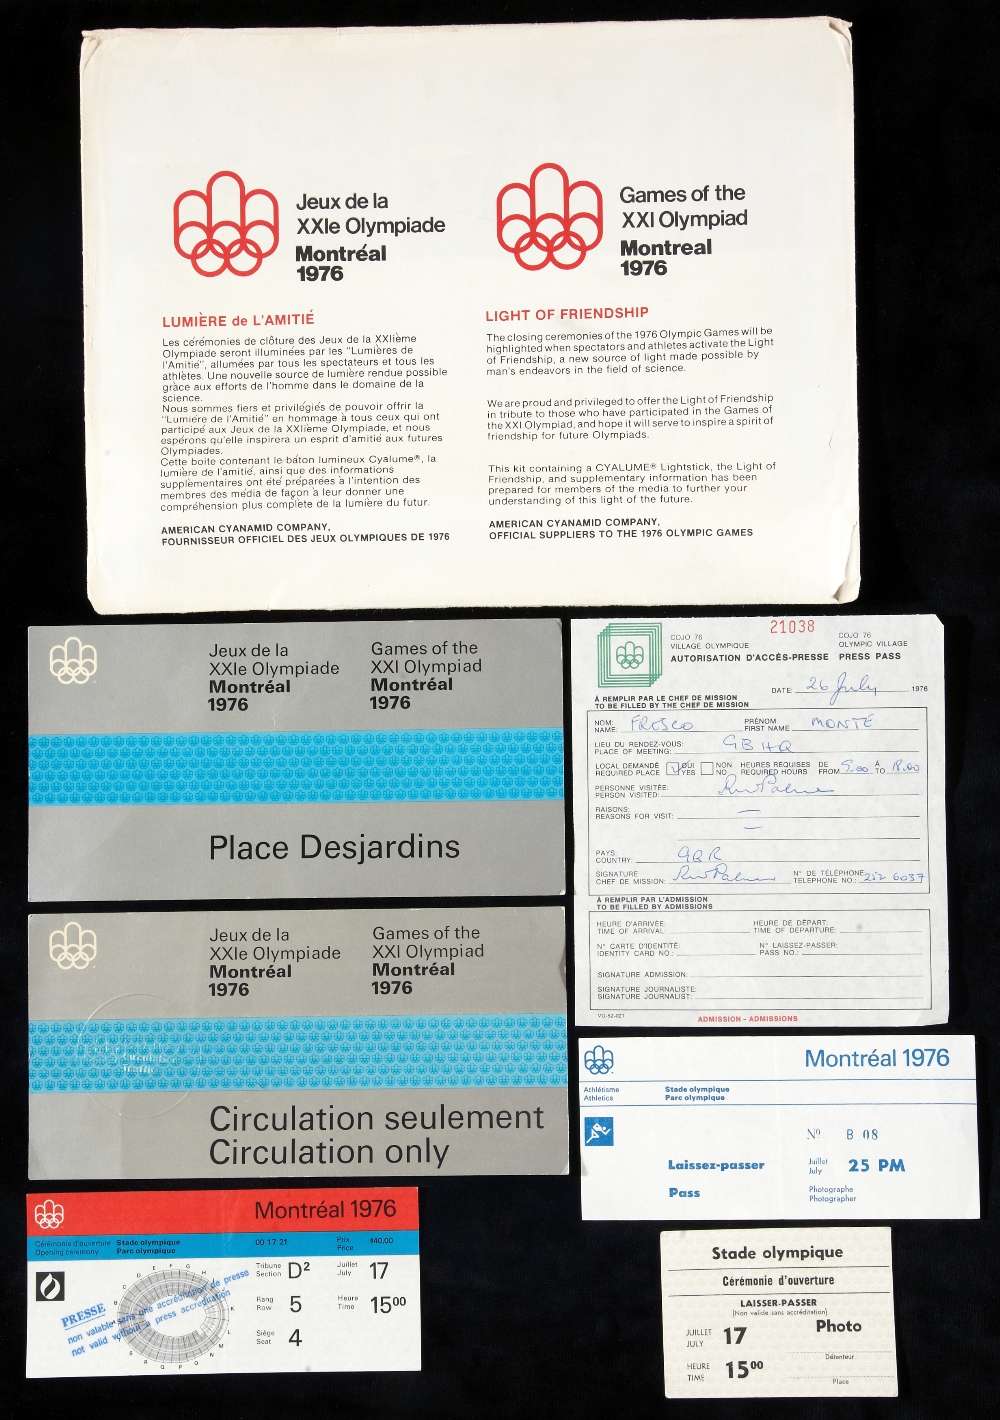 Jeux de la
XXIe Olympiade
Montréal
1976
LUMIÈRE de L'AMITIÉ
Les cérémonies de clôture des Jeux de la XXIième
Olympiade seront illuminées par les "Lumières de
l'Amitié", allumées par tous les spectateurs et tous les
athlètes. Une nouvelle source de lumière rendue possible
grâce aux efforts de l'homme dans le domaine de la
science.
Nous sommes fiers et privilégiés de pouvoir offrir la
"Lumière de l'Amitié" en hommage à tous ceux qui ont
participé aux Jeux de la XXIième Olympiade, et nous
espérons qu'elle inspirera un esprit d'amitié aux futures
Olympiades.
Cette boite contenant le bâton lumineux Cyalume®, la
lumière de l'amitié, ainsi que des informations
supplémentaires ont été préparées à l'intention des
membres des média de façon à leur donner une
compréhension plus complète de la lumière du futur.
AMERICAN CYANAMID COMPANY,
FOURNISSEUR OFFICIEL DES JEUX OLYMPIQUES DE 1976
Games of the
XXI Olympiad
Montreal
1976
LIGHT OF FRIENDSHIP
The closing ceremonies of the 1976 Olympic Games will be
highlighted when spectators and athletes activate the Light
of Friendship, a new source of light made possible by
man's endeavors in the field of science.
We are proud and privileged to offer the Light of Friendship
in tribute to those who have participated in the Games of
the XXI Olympiad, and hope it will serve to inspire a spirit of
friendship for future Olympiads.
This kit containing a CYALUME® Lightstick, the Light of
Friendship, and supplementary information has been
prepared for members of the media to further your
understanding of this light of the future.
AMERICAN CYANAMID COMPANY,
OFFICIAL SUPPLIERS TO THE 1976 OLYMPIC GAMES
Jeux de la
XXIe Olympiade
Montréal
1976
Games of the
XXI Olympiad
Montréal
1976
Place Desjardins
21038
COJO 76
VILLAGE OLYMPIQUE
COJO 76
OLYMPIC VILLAGE
AUTORISATION D'ACCÈS-PRESSE PRESS PASS
DATE: 26 July 1976
À REMPLIR PAR LE CHEF DE MISSION
TO BE FILLED BY THE CHEF DE MISSION
NOM:
NAME: FRESCO
PRÉNOM
FIRST NAME MONTÉ
LIEU DU RENDEZ-VOUS:
PLACE OF MEETING: GB HQ
LOCAL DEMANDÉ OUI NON HEURES REQUISES DE À
REQUIRED PLACE YES NO REQUIRED HOURS FROM 9.00 TO 18.00
PERSONNE VISITÉE:
PERSON VISITED:
RAISONS:
REASONS FOR VISIT:
PAYS:
COUNTRY: GBR
SIGNATURE
CHEF DE MISSION:
N° DE TÉLÉPHONE
TELEPHONE NO.: 252 6037
À REMPLIR PAR L'ADMISSION
TO BE FILLED BY ADMISSIONS
HEURE D'ARRIVÉE:
TIME OF ARRIVAL:
HEURE DE DÉPART:
TIME OF DEPARTURE:
N° CARTE D'IDENTITÉ:
IDENTITY CARD NO.:
N° LAISSEZ-PASSER:
PASS NO.:
SIGNATURE ADMISSION:
SIGNATURE JOURNALISTE:
SIGNATURE JOURNALIST:
VO-52-021
ADMISSION - ADMISSIONS
Jeux de la
XXIe Olympiade
Montréal
1976
Games of the
XXI Olympiad
Montréal
1976
Circulation seulement
Circulation only
Montréal 1976
Athlétisme
Athletics
Stade olympique
Parc olympique
N° B 08
Laissez-passer
Pass
Juillet
July
25 PM
Photographe
Photographer
Montréal 1976
Cérémonie d'ouverture
Opening ceremony
Stade olympique
Parc olympique
00 17 21
Prix
Price
$40.00
Tribune
Section
D²
Juillet
July
17
Rang
Row
5
Heure
Time
15⁰⁰
Siège
Seat
4
PRESSE
non valable sans une accréditation de presse
not valid without a press accreditation
Stade olympique
Cérémonie d'ouverture
LAISSER-PASSER
(Non valide sans accréditation)
JUILLET
JULY
17
Photo
HEURE
TIME
15⁰⁰
Détenteur
Place